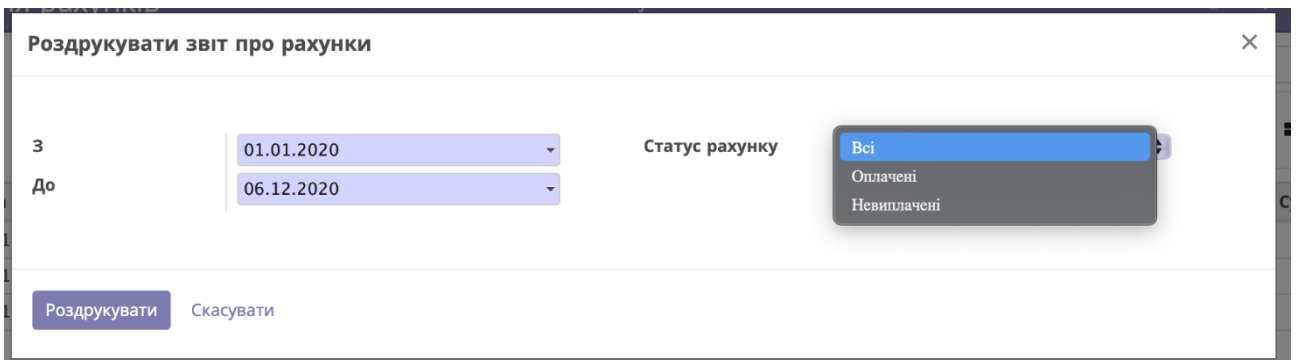 Роздрукувати звіт про рахунки
З
01.01.2020
Статус рахунку
Всі
До
06.12.2020
Оплачені
Невиплачені
Роздрукувати
Скасувати